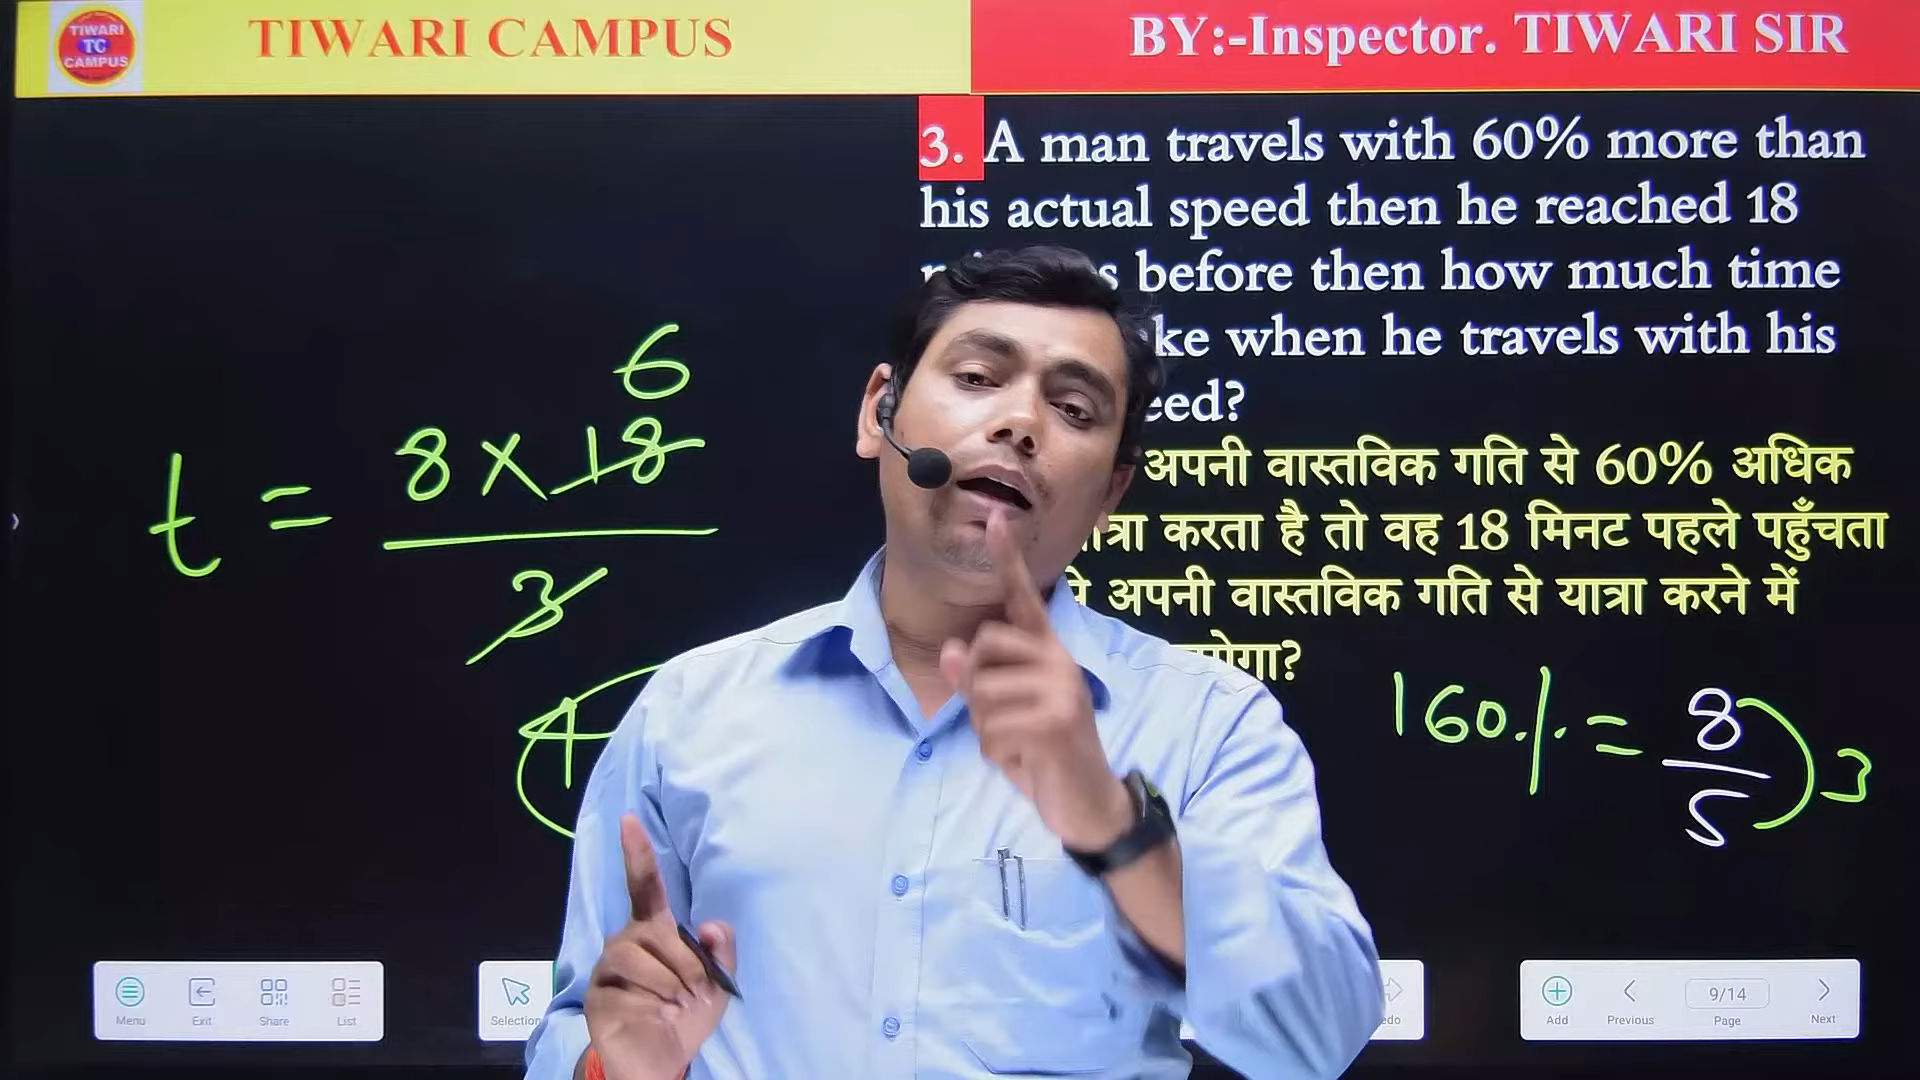 TIWARI
TC
CAMPUS
TIWARI CAMPUS
BY:-Inspector. TIWARI SIR
3. A man travels with 60% more than
his actual speed then he reached 18
before then how much time
when he travels with his
अपनी वास्तविक गति से 60% अधिक
करता है तो वह 18 मिनट पहले पहुँचता
अपनी वास्तविक गति से यात्रा करने में
6
t = 8 x 18
3
160% = 8
5
3
Menu
Exit
Share
List
Selection
Add
Previous
9/14
Page
Next